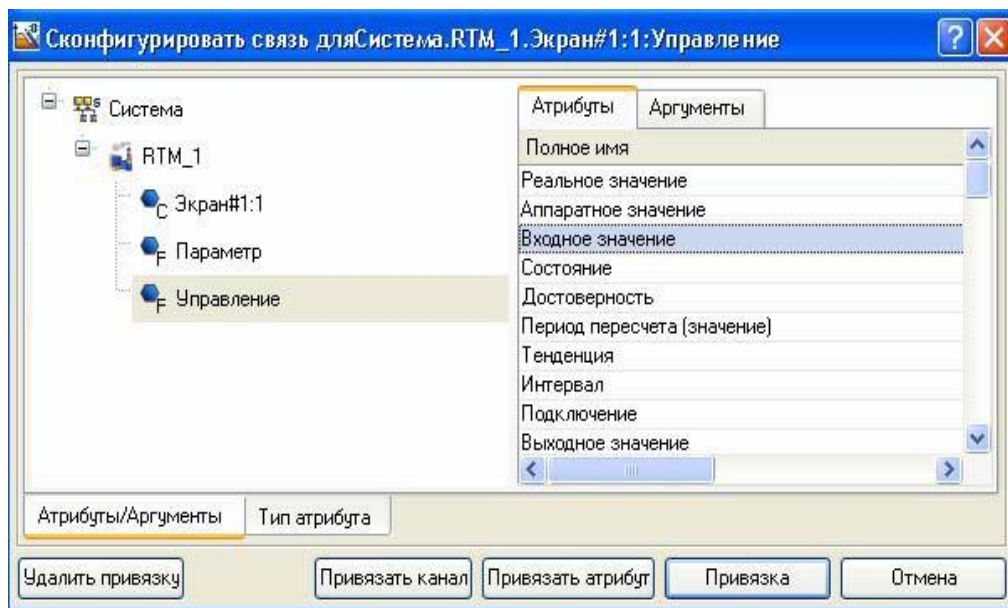 Сконфигурировать связь дляСистема.RTM_1.Экран#1:1:Управление
Система
RTM_1
Экран#1:1
Параметр
Управление
Атрибуты Аргументы
Полное имя
Реальное значение
Аппаратное значение
Входное значение
Состояние
Достоверность
Период пересчета (значение)
Тенденция
Интервал
Подключение
Выходное значение
Атрибуты/Аргументы Тип атрибута
Удалить привязку Привязать канал Привязать атрибут Привязка Отмена